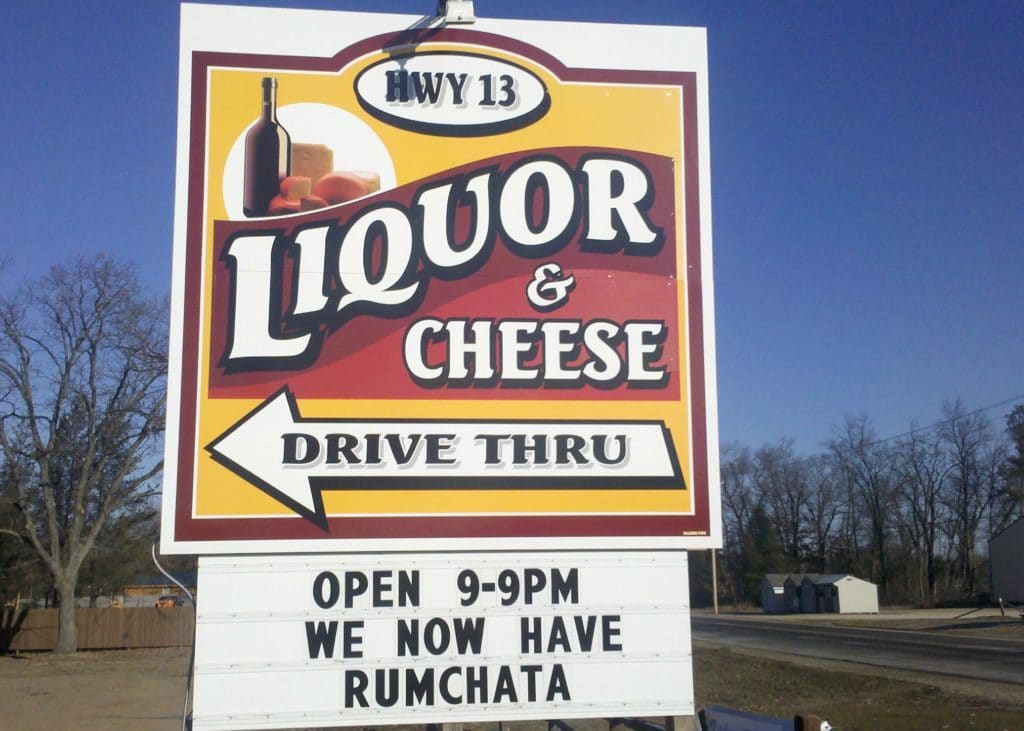 HWY 13
LIQUOR
&
CHEESE
DRIVE THRU
OPEN 9-9PM
WE NOW HAVE
RUMCHATA